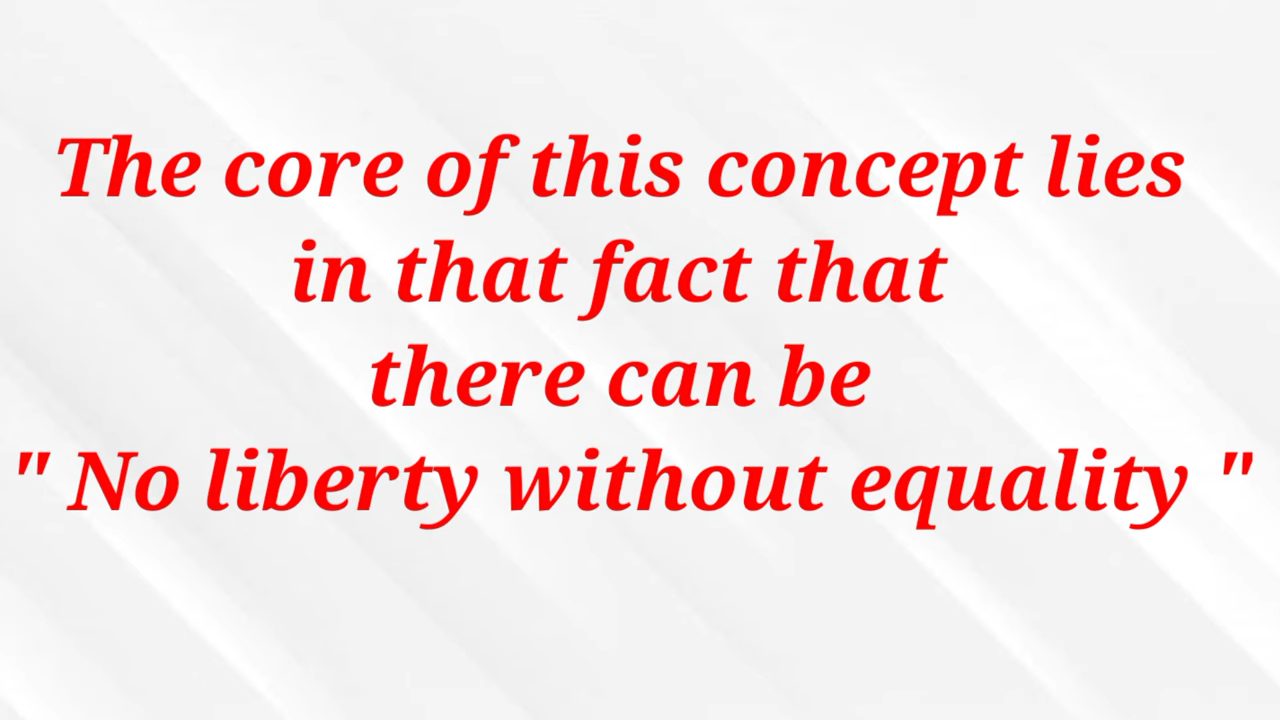 The core of this concept lies
in that fact that
there can be
" No liberty without equality "